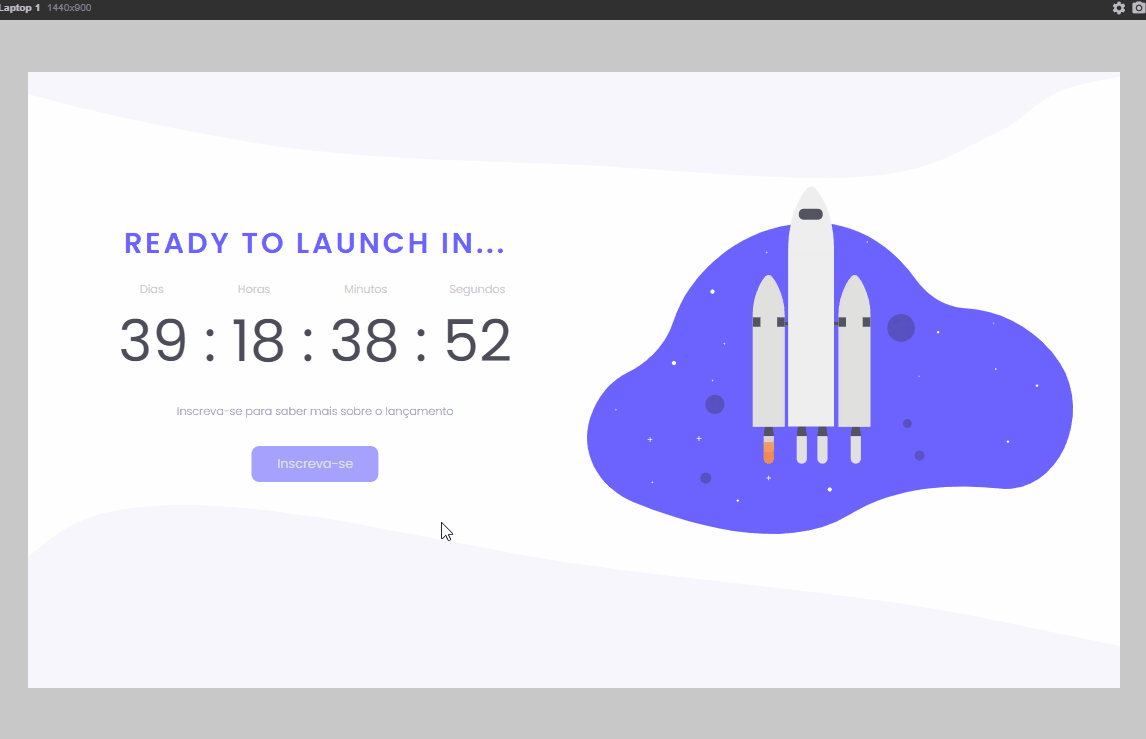 Laptop 1 1440x900
READY TO LAUNCH IN...
Dias Horas Minutos Segundos
39 : 18 : 38 : 52
Inscreva-se para saber mais sobre o lançamento
Inscreva-se